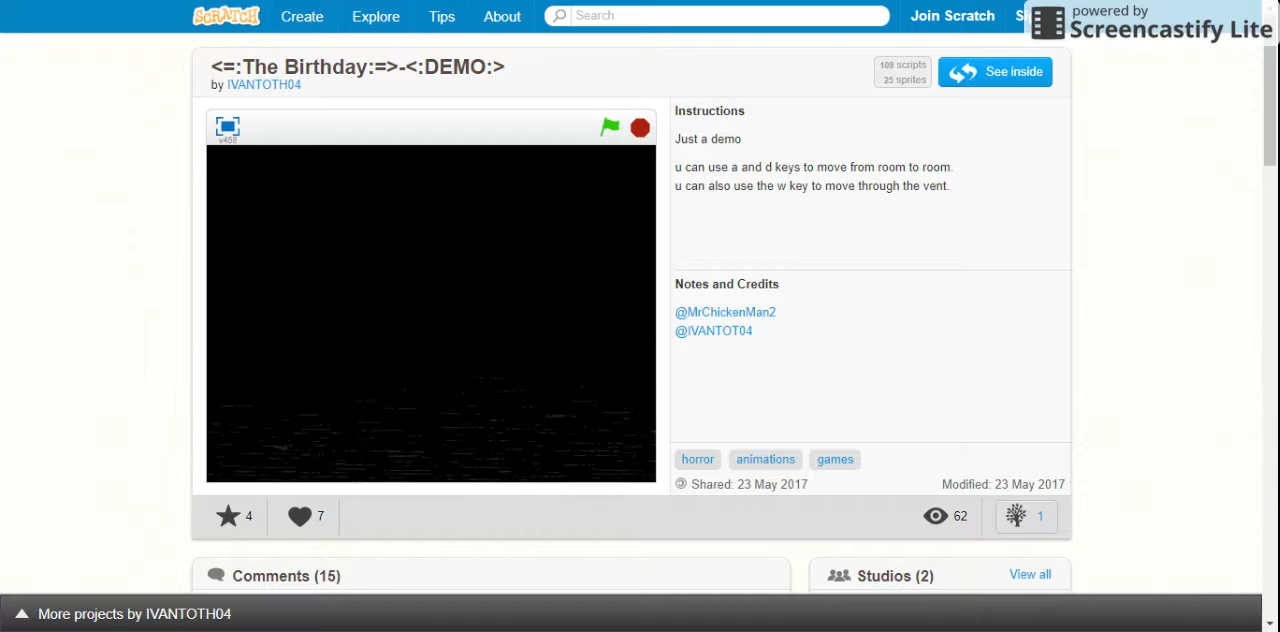 SCRATCH Create Explore Tips About Search Join Scratch
powered by
Screencastify Lite
<=:The Birthday:=>-<:DEMO:>
by IVANTOTH04
108 scripts
25 sprites
See inside
v458
Instructions
Just a demo
u can use a and d keys to move from room to room.
u can also use the w key to move through the vent.
Notes and Credits
@MrChickenMan2
@IVANTOT04
horror animations games
Shared: 23 May 2017 Modified: 23 May 2017
4 7 62 1
Comments (15) Studios (2) View all
More projects by IVANTOTH04